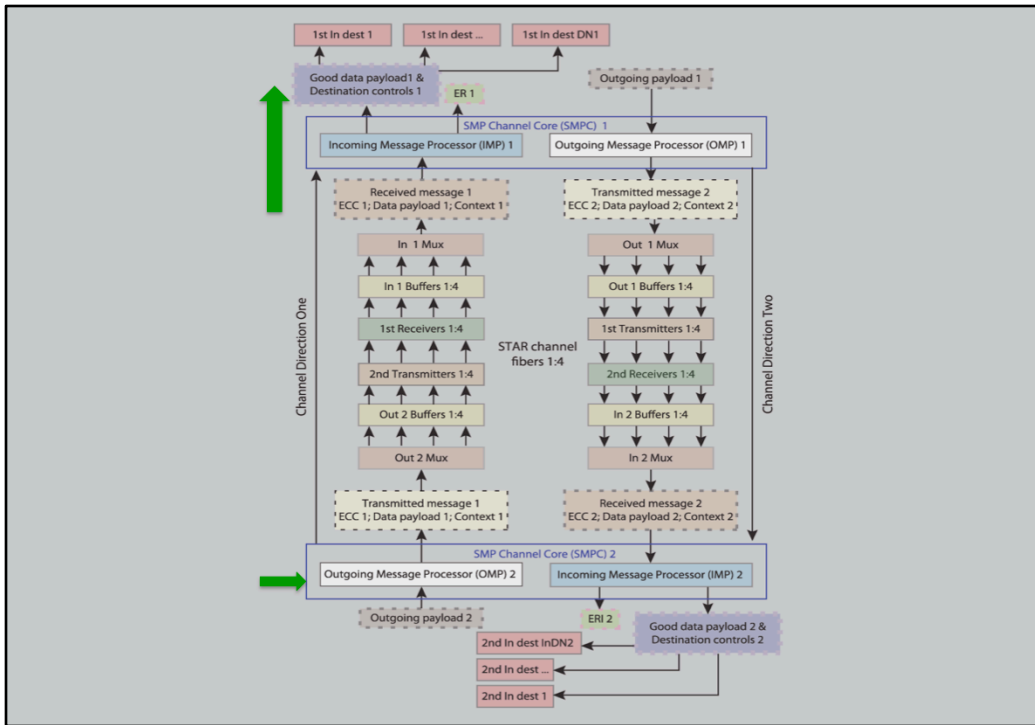 1st In dest 1
1st In dest ...
1st In dest DN1
Good data payload1 &
Destination controls 1
ER 1
Outgoing payload 1
SMP Channel Core (SMPC) 1
Incoming Message Processor (IMP) 1
Outgoing Message Processor (OMP) 1
Received message 1
ECC 1; Data payload 1; Context 1
Transmitted message 2
ECC 2; Data payload 2; Context 2
In 1 Mux
Out 1 Mux
In 1 Buffers 1:4
Out 1 Buffers 1:4
1st Receivers 1:4
1st Transmitters 1:4
Channel Direction One
STAR channel
fibers 1:4
Channel Direction Two
2nd Transmitters 1:4
2nd Receivers 1:4
Out 2 Buffers 1:4
In 2 Buffers 1:4
Out 2 Mux
In 2 Mux
Transmitted message 1
ECC 1; Data payload 1; Context 1
Received message 2
ECC 2; Data payload 2; Context 2
SMP Channel Core (SMPC) 2
Outgoing Message Processor (OMP) 2
Incoming Message Processor (IMP) 2
Outgoing payload 2
ERI 2
Good data payload 2 &
Destination controls 2
2nd In dest InDN2
2nd In dest ...
2nd In dest 1